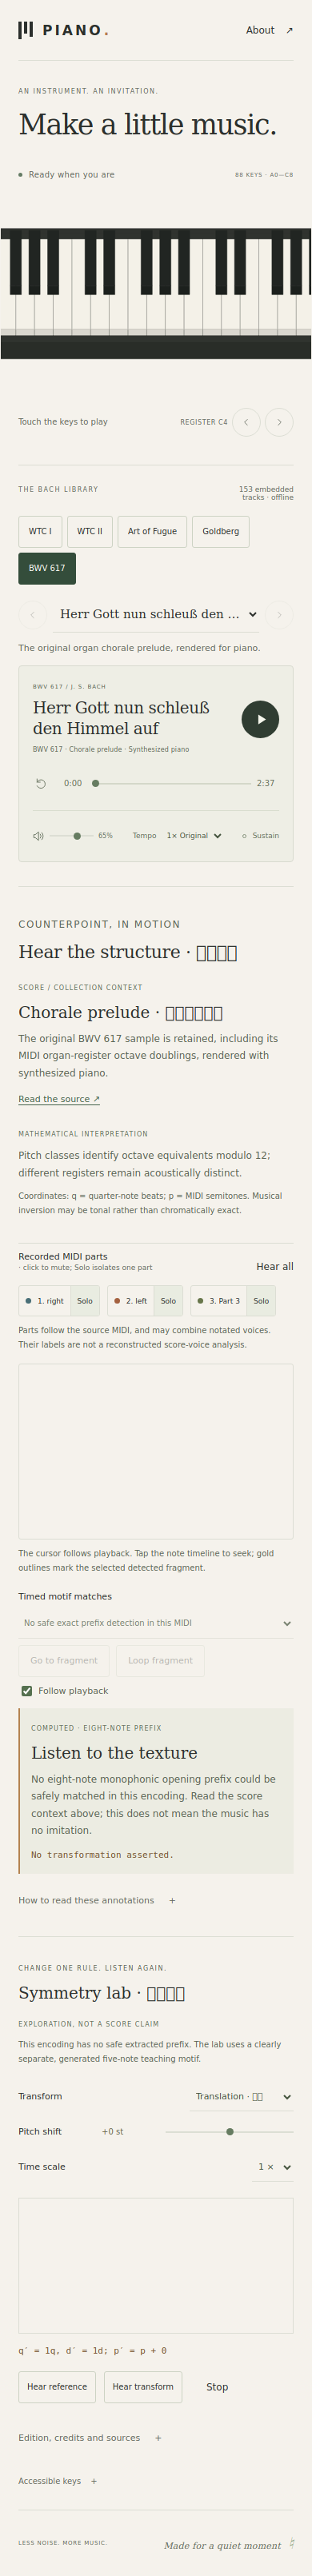 PIANO.
About ↗
AN INSTRUMENT. AN INVITATION.
Make a little music.
Ready when you are
88 KEYS · A0—C8
Touch the keys to play
REGISTER C4
THE BACH LIBRARY
153 embedded
tracks · offline
WTC I
WTC II
Art of Fugue
Goldberg
BWV 617
Herr Gott nun schleuß den ...
The original organ chorale prelude, rendered for piano.
BWV 617 / J. S. BACH
Herr Gott nun schleuß
den Himmel auf
BWV 617 · Chorale prelude · Synthesized piano
0:00
2:37
65%
Tempo
1× Original
Sustain
COUNTERPOINT, IN MOTION
Hear the structure ·
SCORE / COLLECTION CONTEXT
Chorale prelude ·
The original BWV 617 sample is retained, including its
MIDI organ-register octave doublings, rendered with
synthesized piano.
Read the source ↗
MATHEMATICAL INTERPRETATION
Pitch classes identify octave equivalents modulo 12;
different registers remain acoustically distinct.
Coordinates: q = quarter-note beats; p = MIDI semitones. Musical
inversion may be tonal rather than chromatically exact.
Recorded MIDI parts
· click to mute; Solo isolates one part
Hear all
1. right
Solo
2. left
Solo
3. Part 3
Solo
Parts follow the source MIDI, and may combine notated voices.
Their labels are not a reconstructed score-voice analysis.
The cursor follows playback. Tap the note timeline to seek; gold
outlines mark the selected detected fragment.
Timed motif matches
No safe exact prefix detection in this MIDI
Go to fragment
Loop fragment
Follow playback
COMPUTED · EIGHT-NOTE PREFIX
Listen to the texture
No eight-note monophonic opening prefix could be
safely matched in this encoding. Read the score
context above; this does not mean the music has
no imitation.
No transformation asserted.
How to read these annotations +
CHANGE ONE RULE. LISTEN AGAIN.
Symmetry lab ·
EXPLORATION, NOT A SCORE CLAIM
This encoding has no safe extracted prefix. The lab uses a clearly
separate, generated five-note teaching motif.
Transform
Translation ·
Pitch shift
+0 st
Time scale
1 ×
q′ = 1q, d′ = 1d; p′ = p + 0
Hear reference
Hear transform
Stop
Edition, credits and sources +
Accessible keys +
LESS NOISE. MORE MUSIC.
Made for a quiet moment